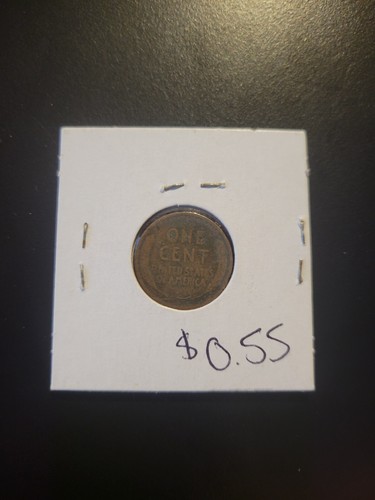 ONE
CENT
UNITED STATES
OF AMERICA
$0.55